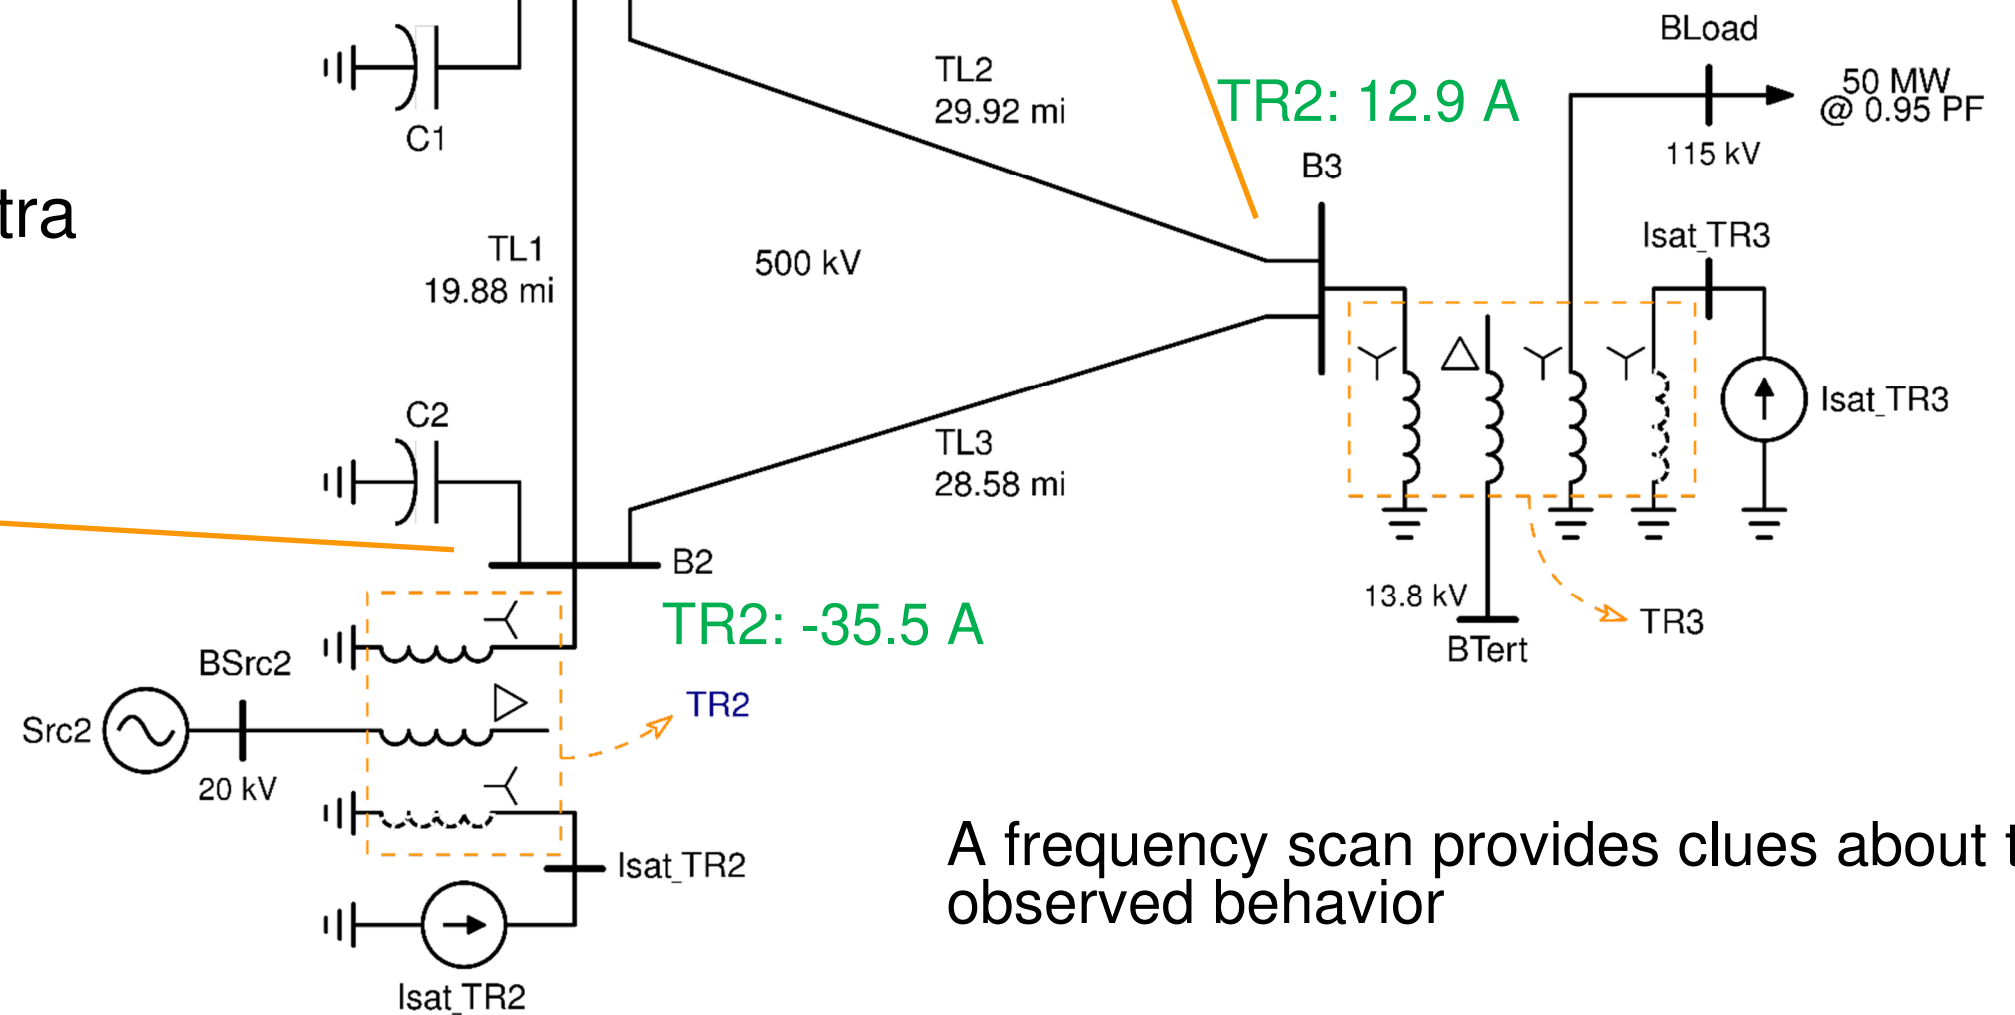 BLoad
TL2
29.92 mi
TR2: 12.9 A
50 MW
@ 0.95 PF
C1
115 kV
B3
tra
TL1
19.88 mi
500 kV
Isat_TR3
Isat_TR3
C2
TL3
28.58 mi
B2
13.8 kV
TR3
BTert
TR2: -35.5 A
BSrc2
TR2
Src2
20 kV
Isat_TR2
A frequency scan provides clues about t
observed behavior
Isat_TR2